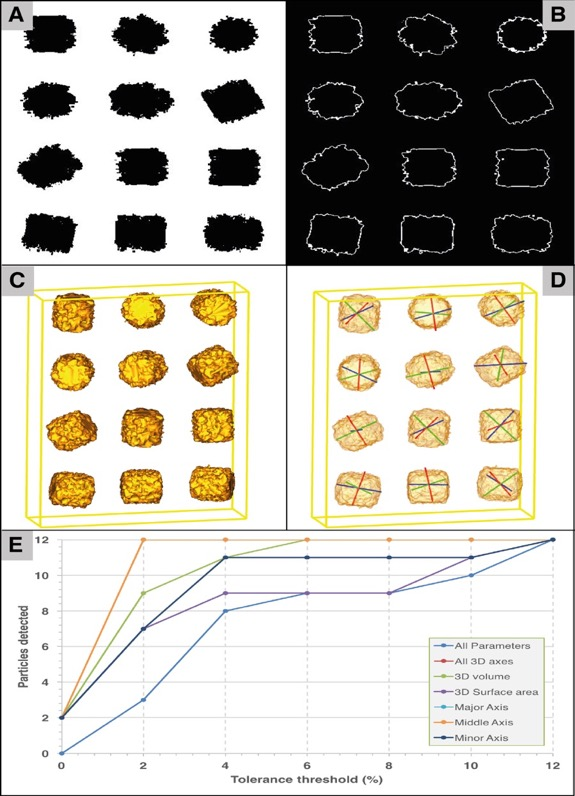 A
B
C
D
E
Particles detected
12
10
8
6
4
2
0
All Parameters
All 3D axes
3D volume
3D Surface area
Major Axis
Middle Axis
Minor Axis
0 2 4 6 8 10 12
Tolerance threshold (%)